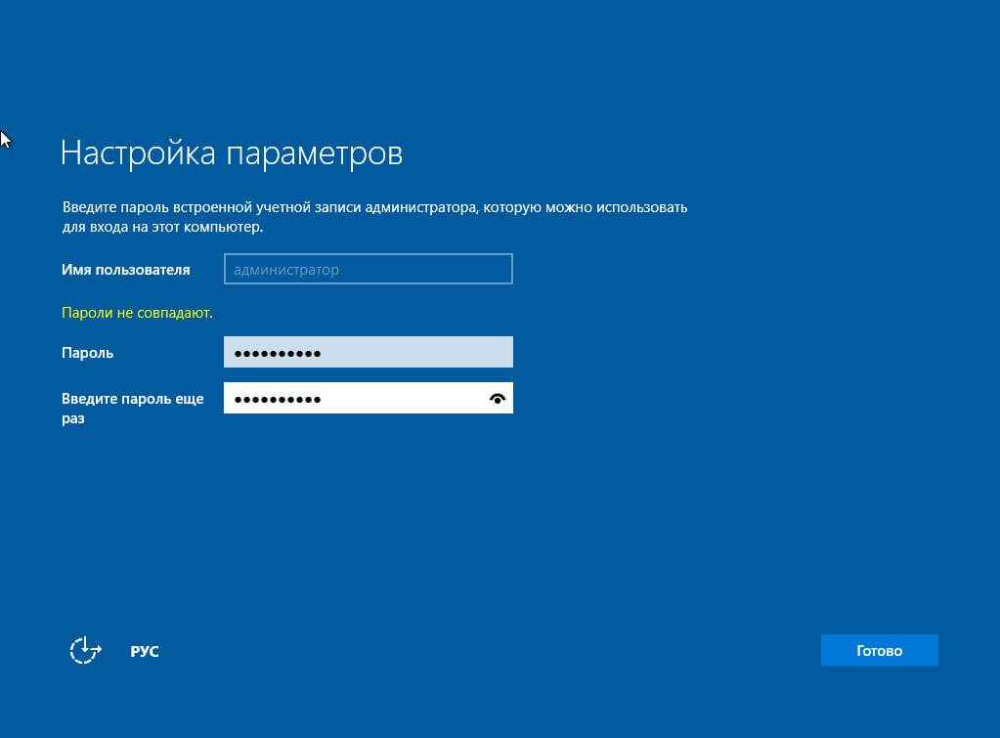 Настройка параметров
Введите пароль встроенной учетной записи администратора, которую можно использовать
для входа на этот компьютер.
Имя пользователя
администратор
Пароли не совпадают.
Пароль
●●●●●●●●●●
Введите пароль еще
раз
●●●●●●●●●●
РУС
Готово